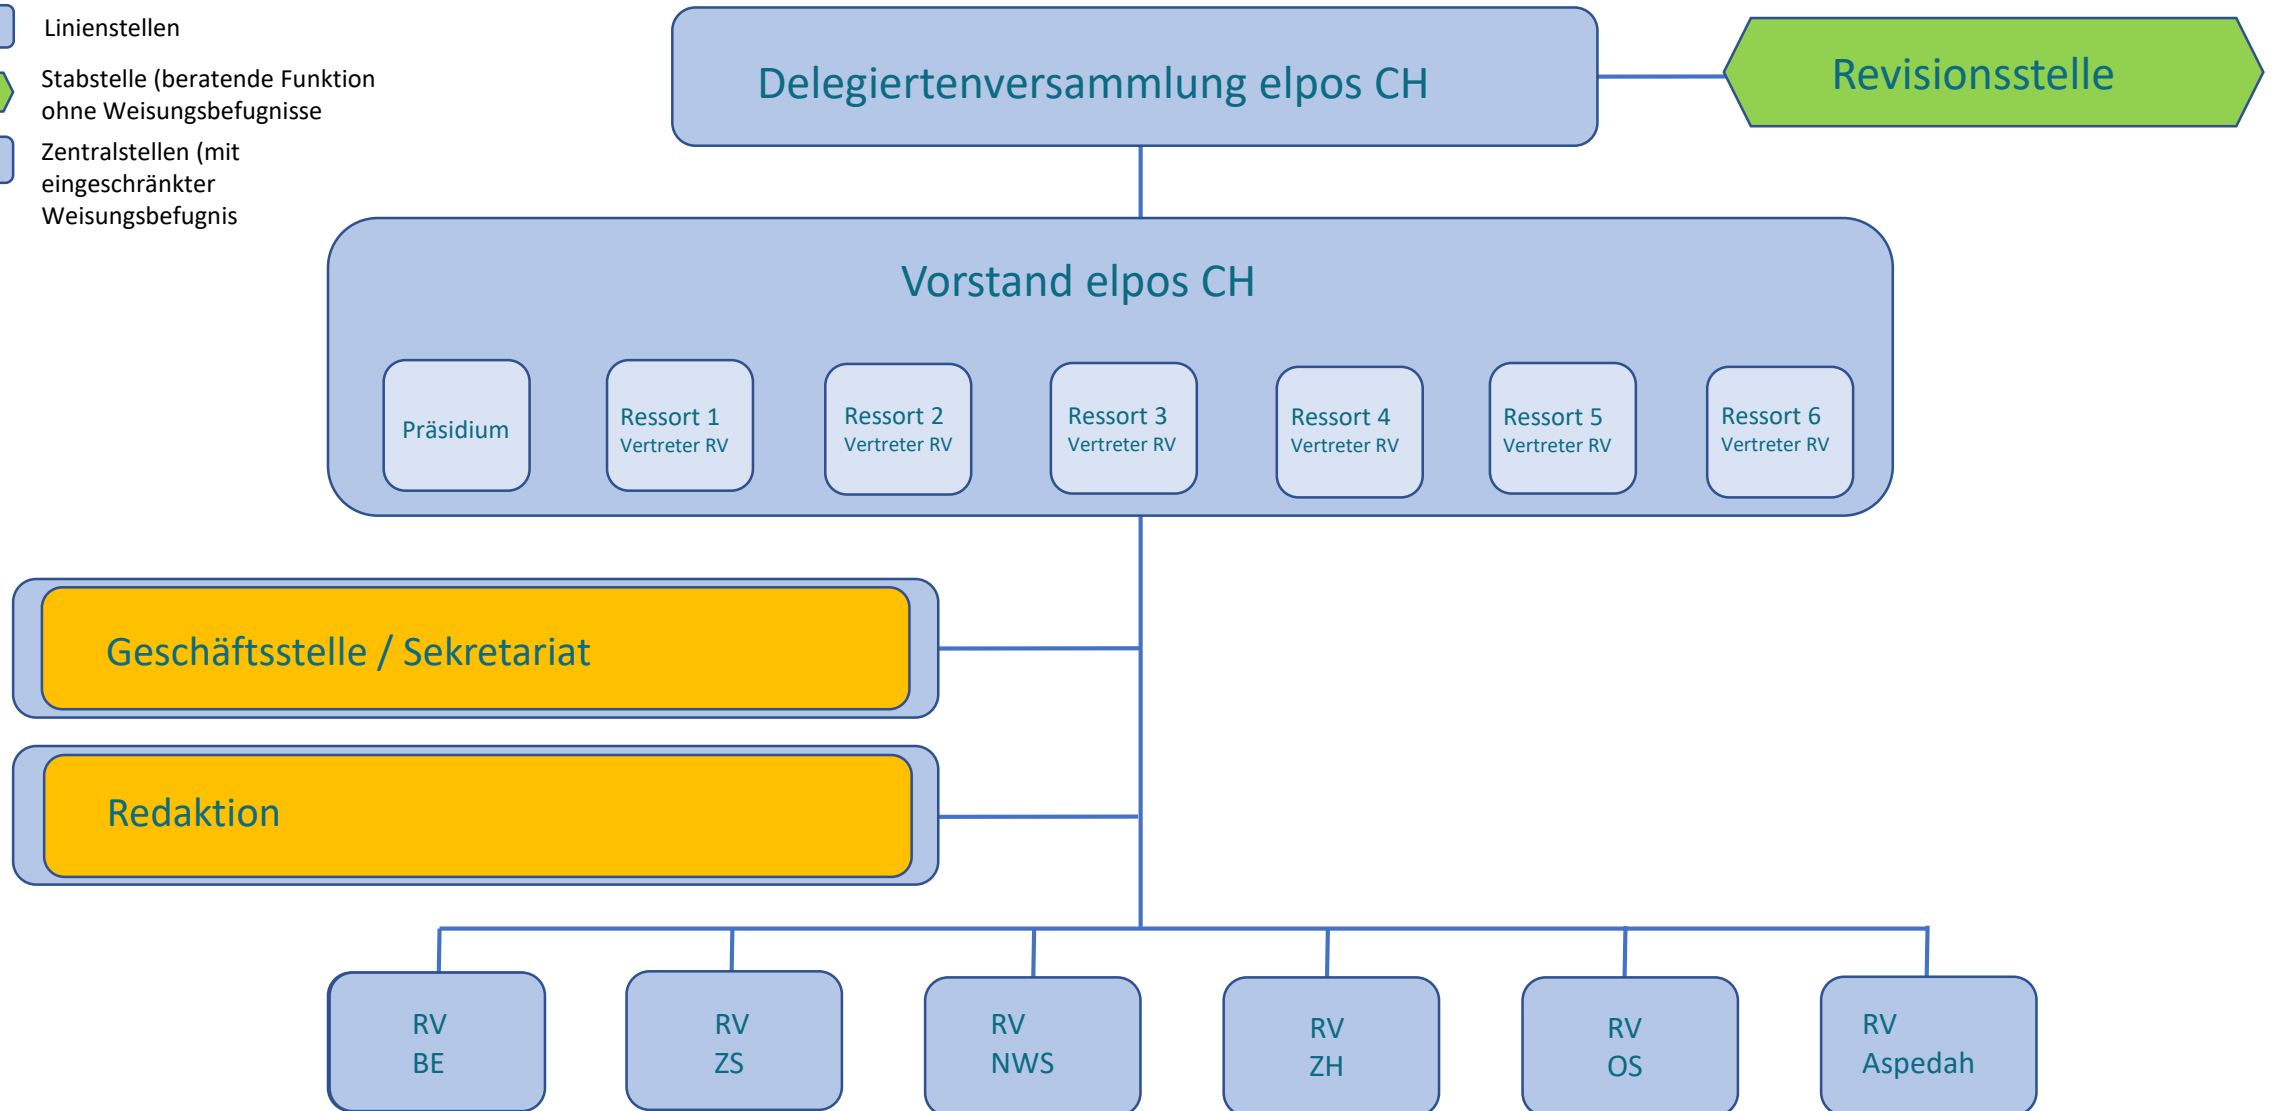 Linienstellen
Stabstelle (beratende Funktion
ohne Weisungsbefugnisse
Zentralstellen (mit
eingeschränkter
Weisungsbefugnis
Delegiertenversammlung elpos CH
Revisionsstelle
Vorstand elpos CH
Präsidium
Ressort 1
Vertreter RV
Ressort 2
Vertreter RV
Ressort 3
Vertreter RV
Ressort 4
Vertreter RV
Ressort 5
Vertreter RV
Ressort 6
Vertreter RV
Geschäftsstelle / Sekretariat
Redaktion
RV
BE
RV
ZS
RV
NWS
RV
ZH
RV
OS
RV
Aspedah